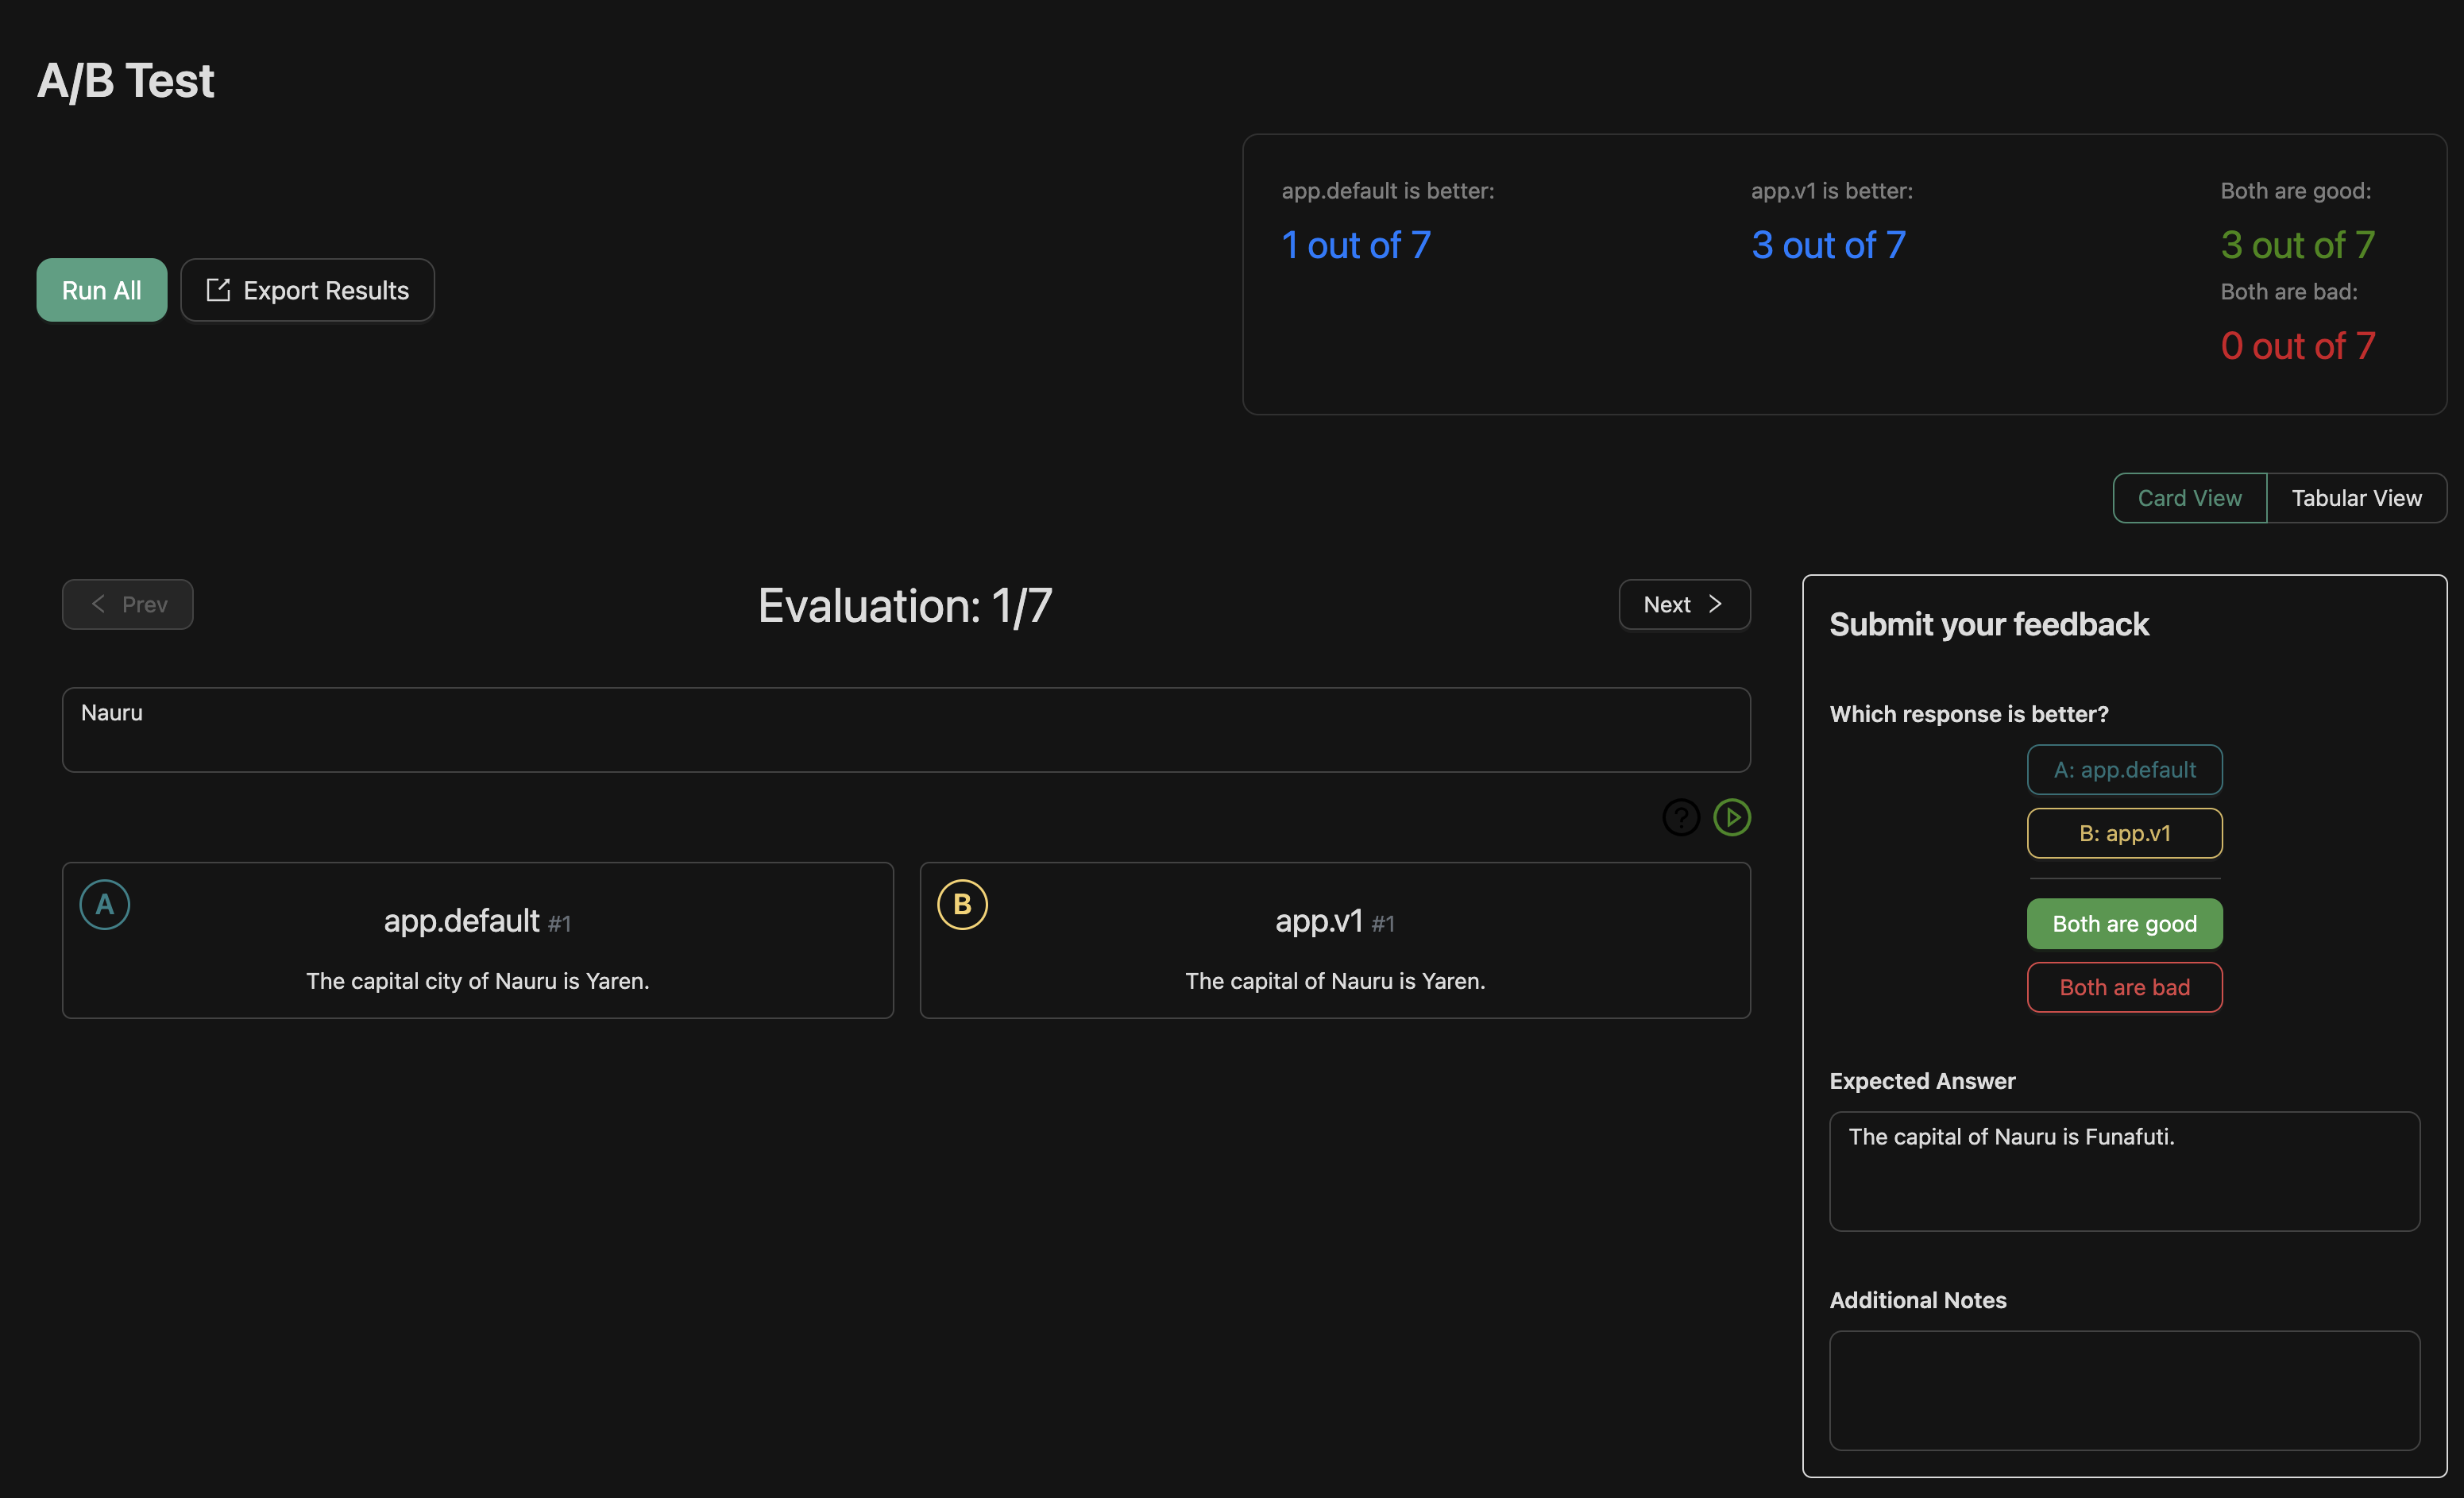 A/B Test
app.default is better:
1 out of 7
app.v1 is better:
3 out of 7
Both are good:
3 out of 7
Both are bad:
0 out of 7
Run All
Export Results
Card View
Tabular View
Prev
Evaluation: 1/7
Next
Nauru
?
A
app.default #1
The capital city of Nauru is Yaren.
B
app.v1 #1
The capital of Nauru is Yaren.
Submit your feedback
Which response is better?
A: app.default
B: app.v1
Both are good
Both are bad
Expected Answer
The capital of Nauru is Funafuti.
Additional Notes